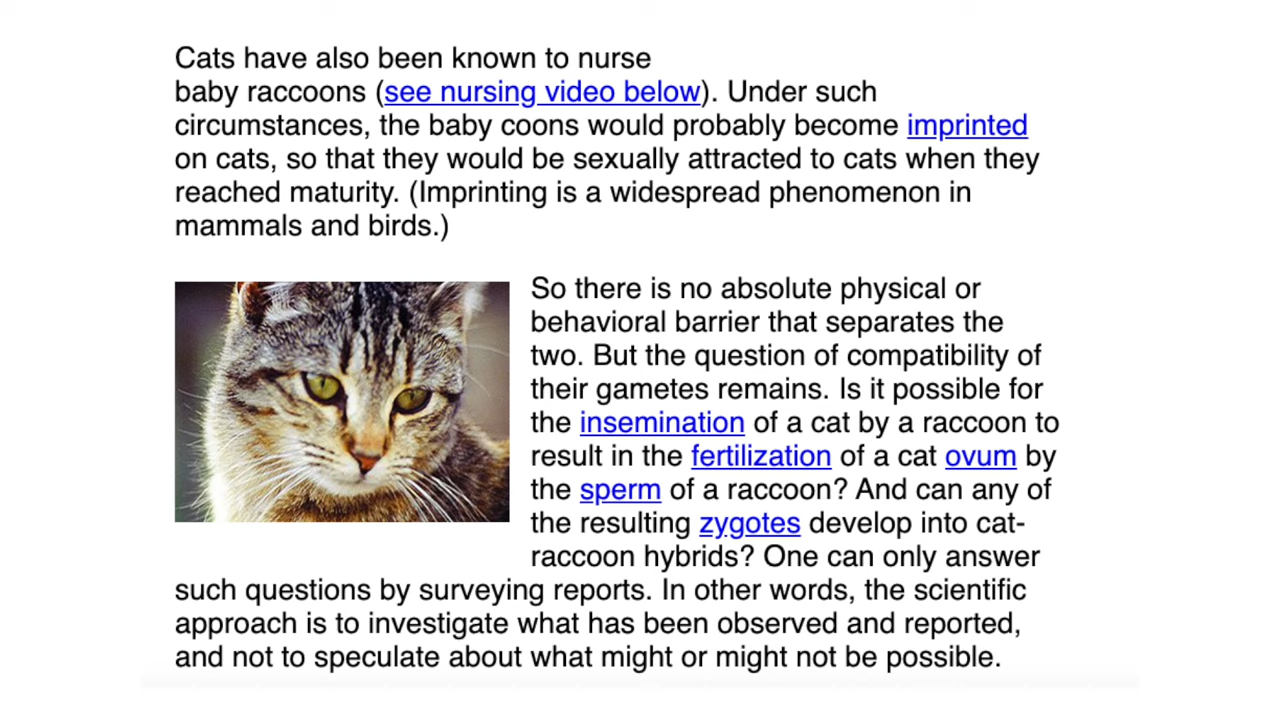 Cats have also been known to nurse
baby raccoons (see nursing video below). Under such
circumstances, the baby coons would probably become imprinted
on cats, so that they would be sexually attracted to cats when they
reached maturity. (Imprinting is a widespread phenomenon in
mammals and birds.)
So there is no absolute physical or
behavioral barrier that separates the
two. But the question of compatibility of
their gametes remains. Is it possible for
the insemination of a cat by a raccoon to
result in the fertilization of a cat ovum by
the sperm of a raccoon? And can any of
the resulting zygotes develop into cat-
raccoon hybrids? One can only answer
such questions by surveying reports. In other words, the scientific
approach is to investigate what has been observed and reported,
and not to speculate about what might or might not be possible.